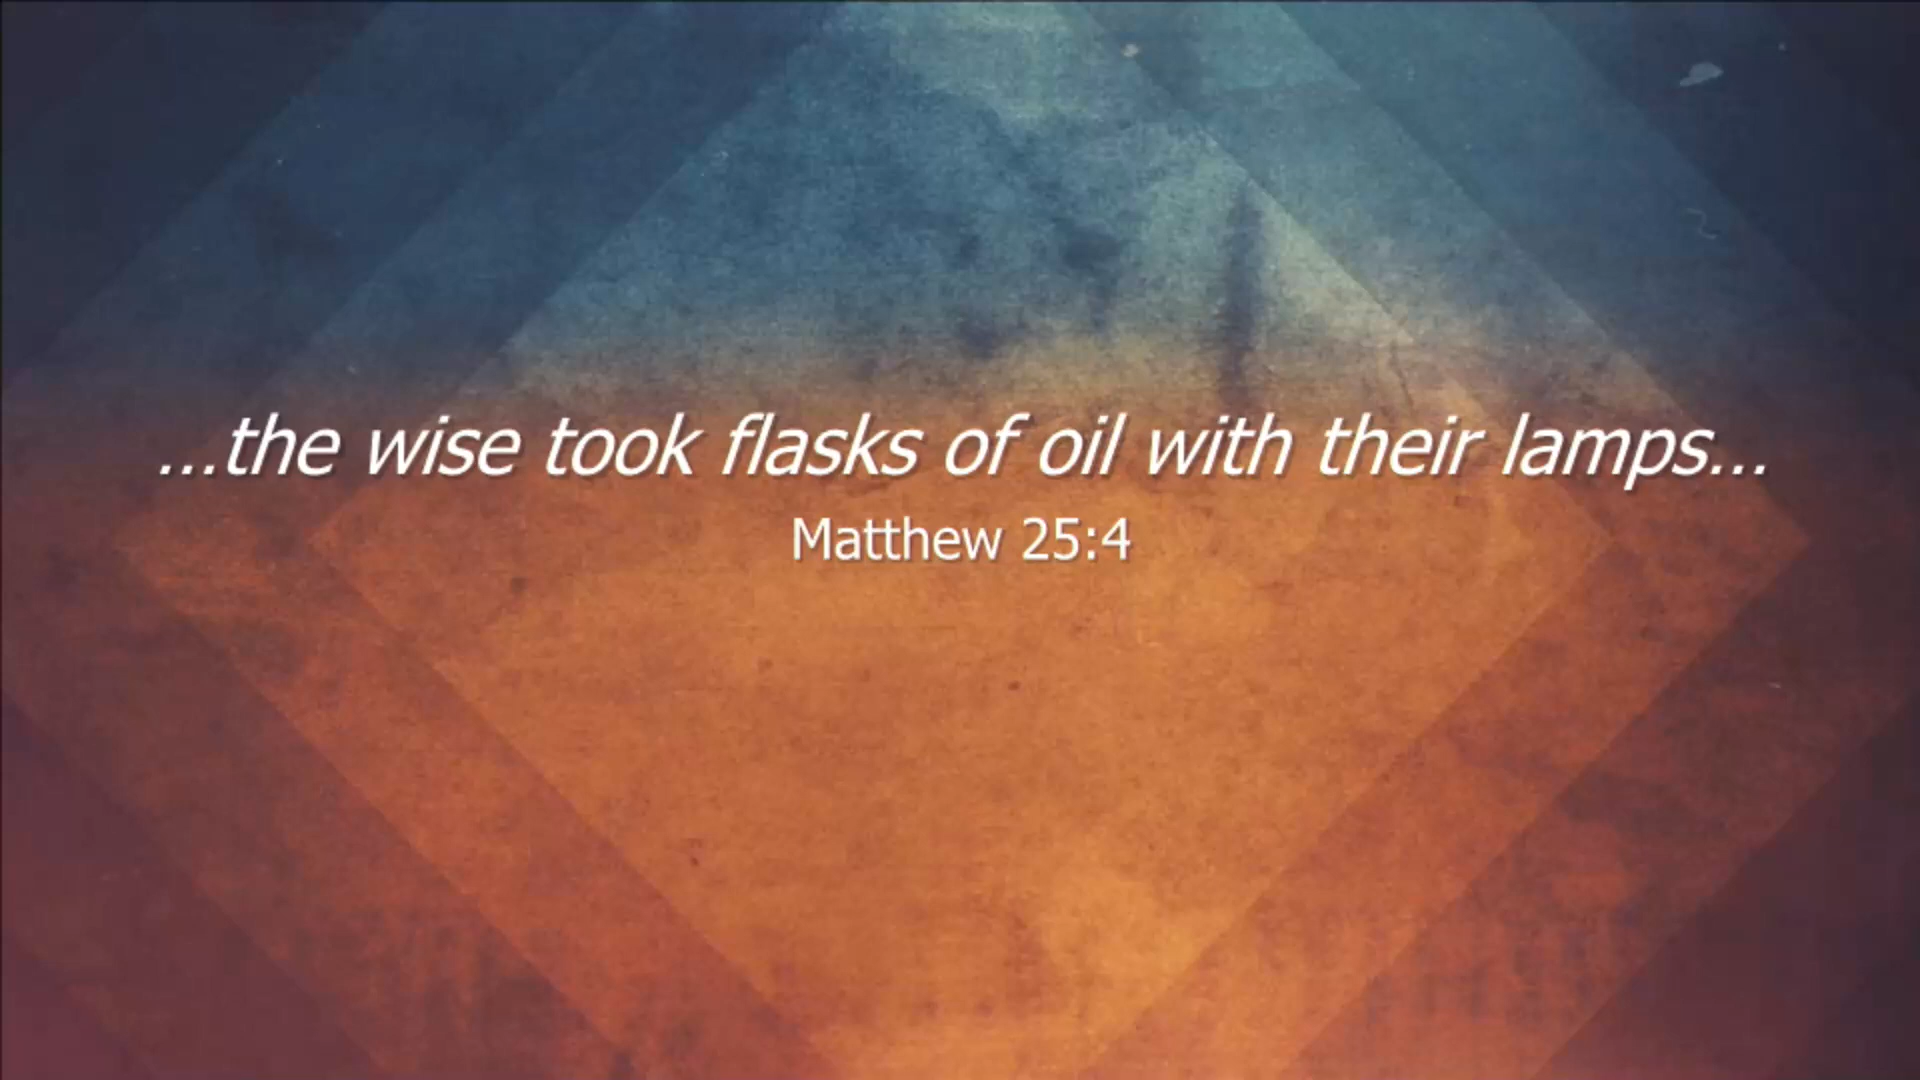 ...the wise took flasks of oil with their lamps...
Matthew 25:4